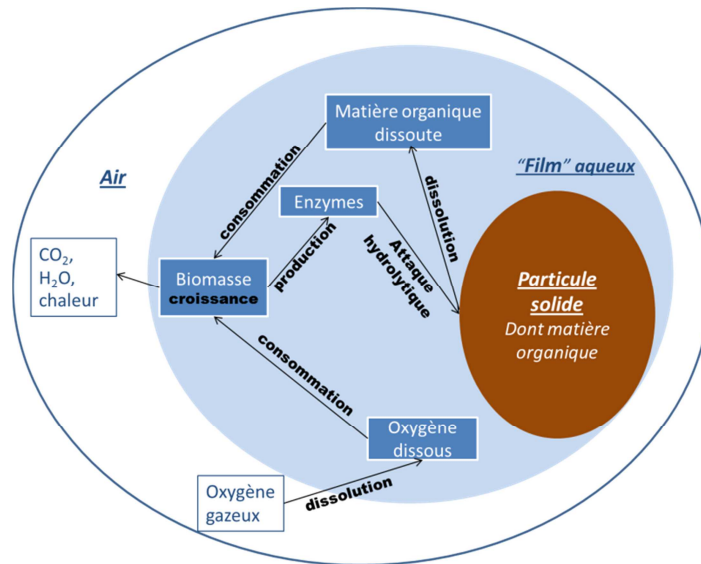 Matière organique
dissoute
"Film" aqueux
Air
consommation
dissolution
Enzymes
production
Attaque
hydrolytique
CO₂,
H₂O,
chaleur
Biomasse
croissance
Particule
solide
Dont matière
organique
consommation
Oxygène
dissous
Oxygène
gazeux
dissolution